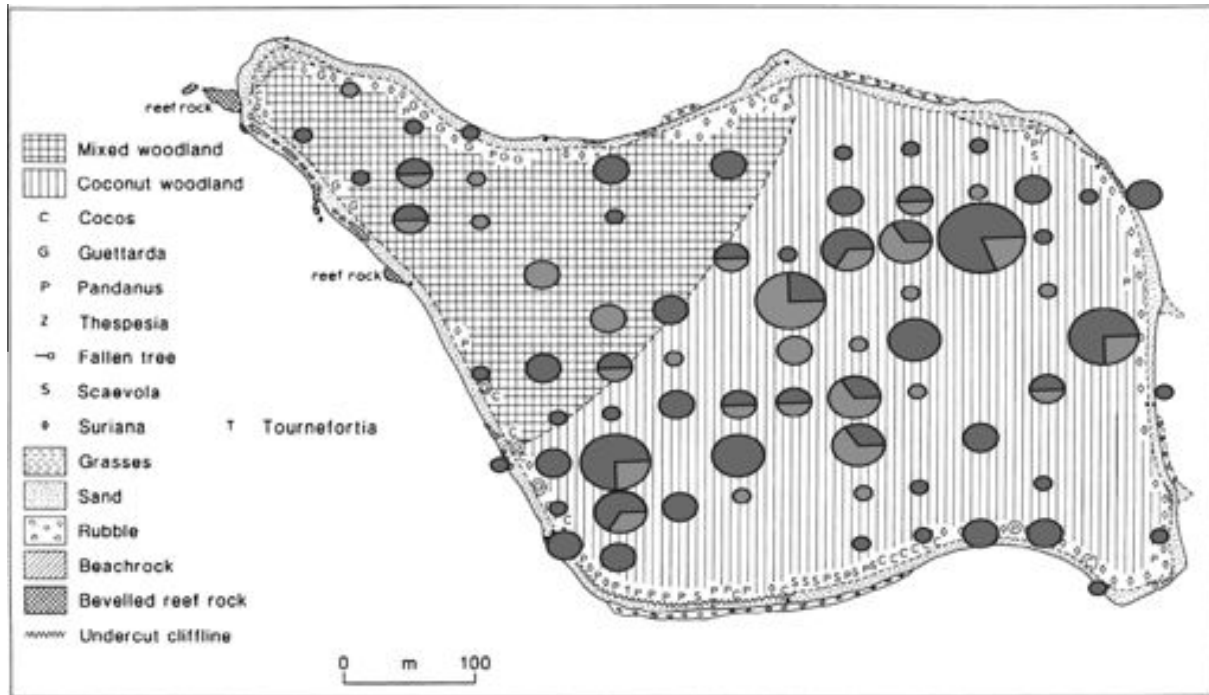 reef rock
Mixed woodland
Coconut woodland
C Cocos
G Guettarda
reef rock
P Pandanus
Z Thespesia
Fallen tree
S Scaevola
Suriana T Tournefortia
Grasses
Sand
Rubble
Beachrock
Bevelled reef rock
Undercut cliffline
0 m 100